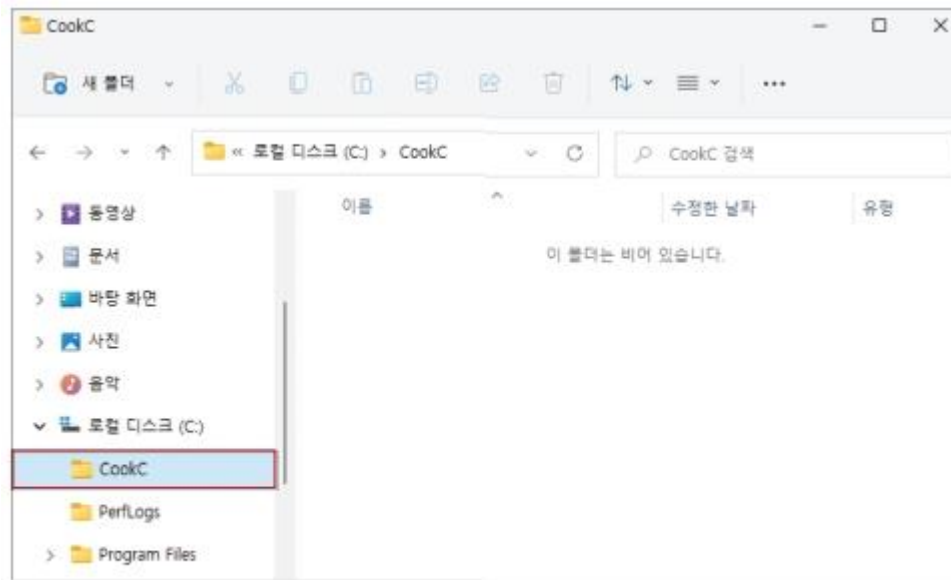 CookC
새 폴더
로컬 디스크 (C:) > CookC
CookC 검색
이름 수정한 날짜 유형
이 폴더는 비어 있습니다.
동영상
문서
바탕 화면
사진
음악
로컬 디스크 (C:)
CookC
PerfLogs
Program Files